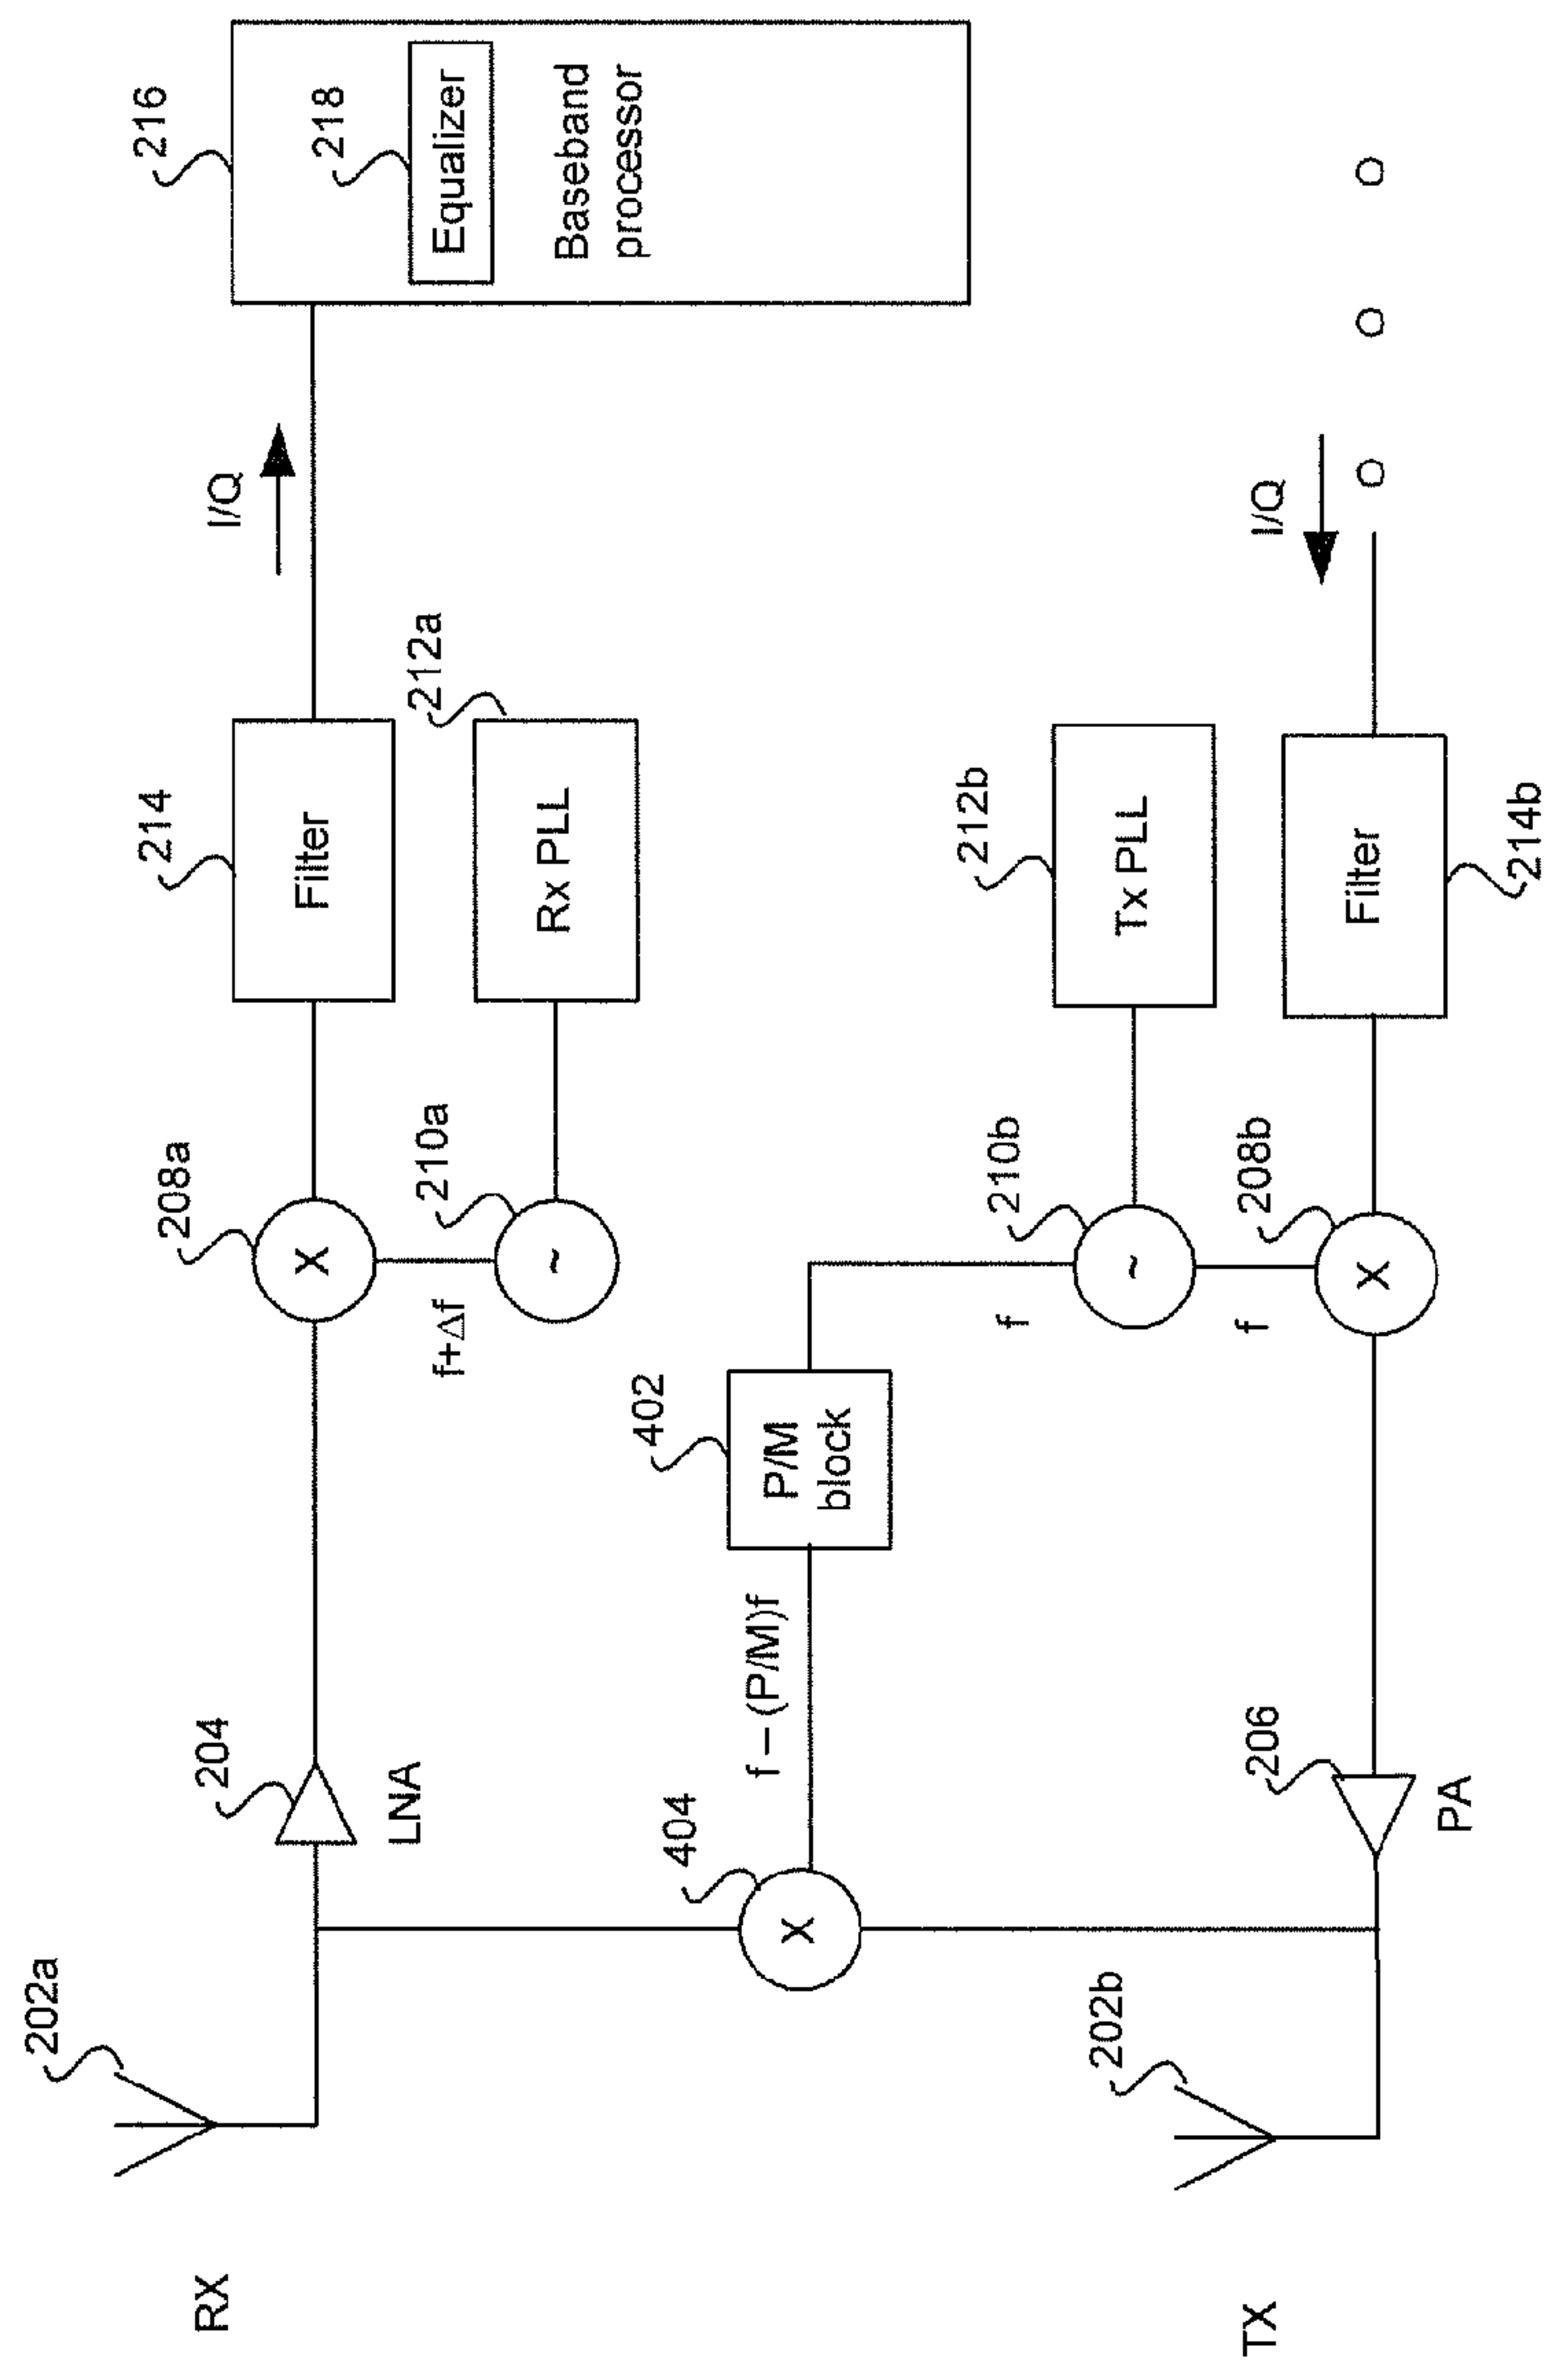 RX
202a
204
LNA
208a
f+Δf
210a
214
Filter
212a
Rx PLL
I/Q
216
218
Equalizer
Baseband
processor
404
f – (P/M)f
402
P/M
block
f
210b
212b
Tx PLL
TX
202b
206
PA
f
208b
Filter
214b
I/Q
X
~
X
X
~
X